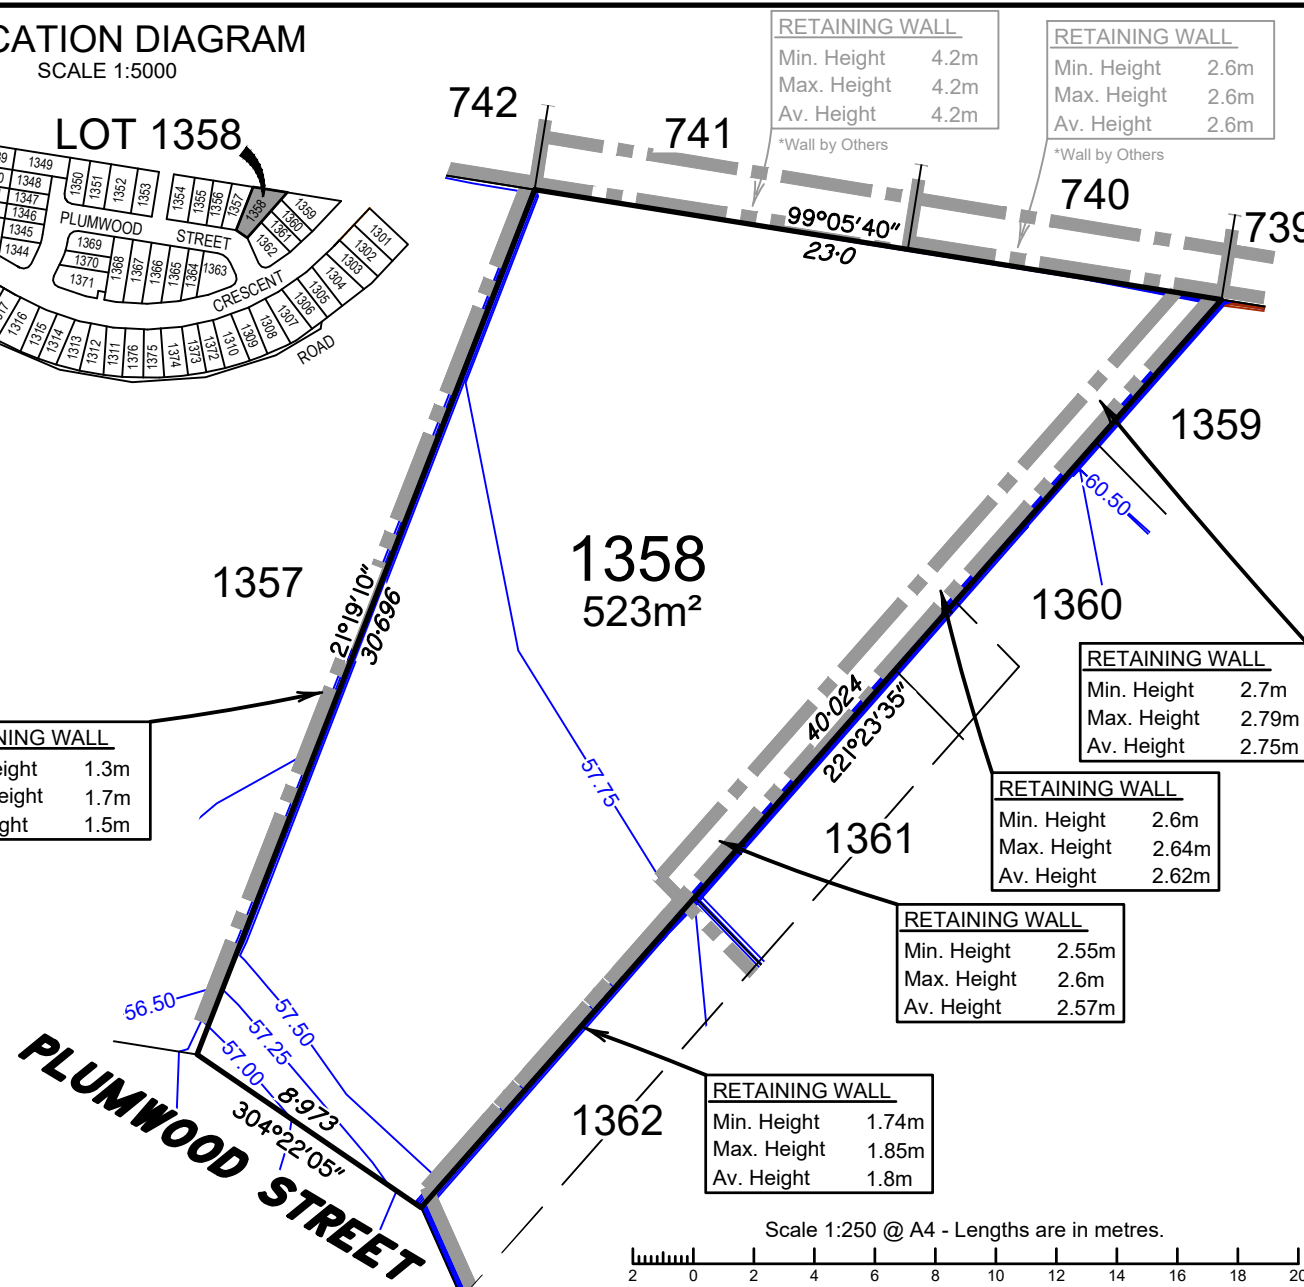 CATION DIAGRAM
SCALE 1:5000
LOT 1358
1349
1348
1347
1346
1345
1344
1350
1351
1352
1353
1354
1355
1356
1357
1358
1359
1360
1361
1362
PLUMWOOD STREET
1369
1370
1371
1368
1367
1366
1365
1364
1363
CRESCENT
ROAD
1301
1302
1303
1304
1305
1306
1307
1308
1309
1310
1372
1373
1374
1375
1376
1311
1312
1313
1314
1315
1316
742
741
740
739
RETAINING WALL
Min. Height 4.2m
Max. Height 4.2m
Av. Height 4.2m
*Wall by Others
RETAINING WALL
Min. Height 2.6m
Max. Height 2.6m
Av. Height 2.6m
*Wall by Others
99°05'40"
23·0
1359
60.50
1357
21°19'10"
30·696
1358
523m²
1360
RETAINING WALL
Min. Height 2.7m
Max. Height 2.79m
Av. Height 2.75m
40·024
221°23'35"
NING WALL
eight 1.3m
eight 1.7m
ght 1.5m
57.75
RETAINING WALL
Min. Height 2.6m
Max. Height 2.64m
Av. Height 2.62m
1361
RETAINING WALL
Min. Height 2.55m
Max. Height 2.6m
Av. Height 2.57m
56.50
57.50
57.25
57.00
8·973
304°22'05"
PLUMWOOD STREET
1362
RETAINING WALL
Min. Height 1.74m
Max. Height 1.85m
Av. Height 1.8m
Scale 1:250 @ A4 - Lengths are in metres.
2 0 2 4 6 8 10 12 14 16 18 20